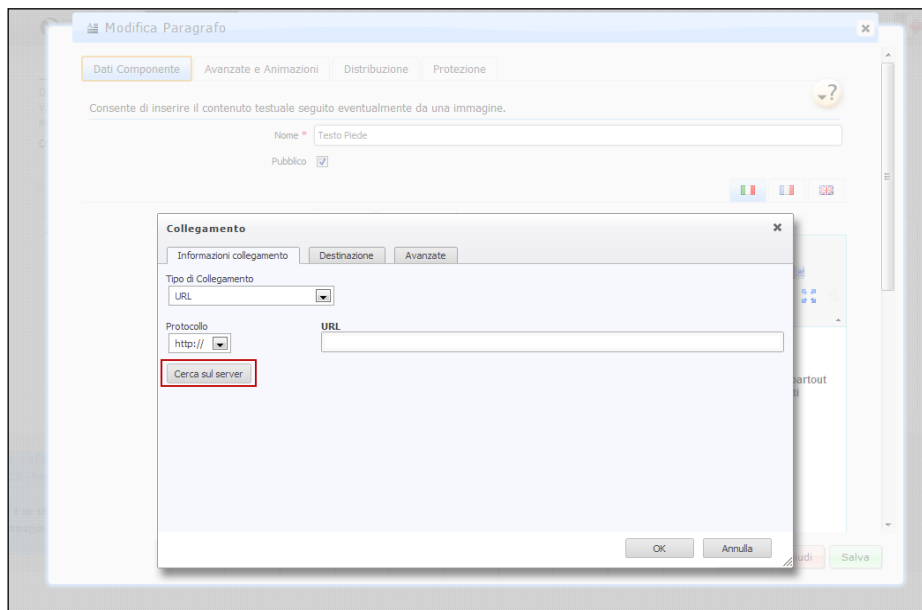 Modifica Paragrafo
Dati Componente Avanzate e Animazioni Distribuzione Protezione
?
Consente di inserire il contenuto testuale seguito eventualmente da una immagine.
Nome * Testo Piede
Pubblico
Collegamento
Informazioni collegamento Destinazione Avanzate
Tipo di Collegamento
URL
Protocollo URL
http://
Cerca sul server
partout
OK Annulla
udi Salva